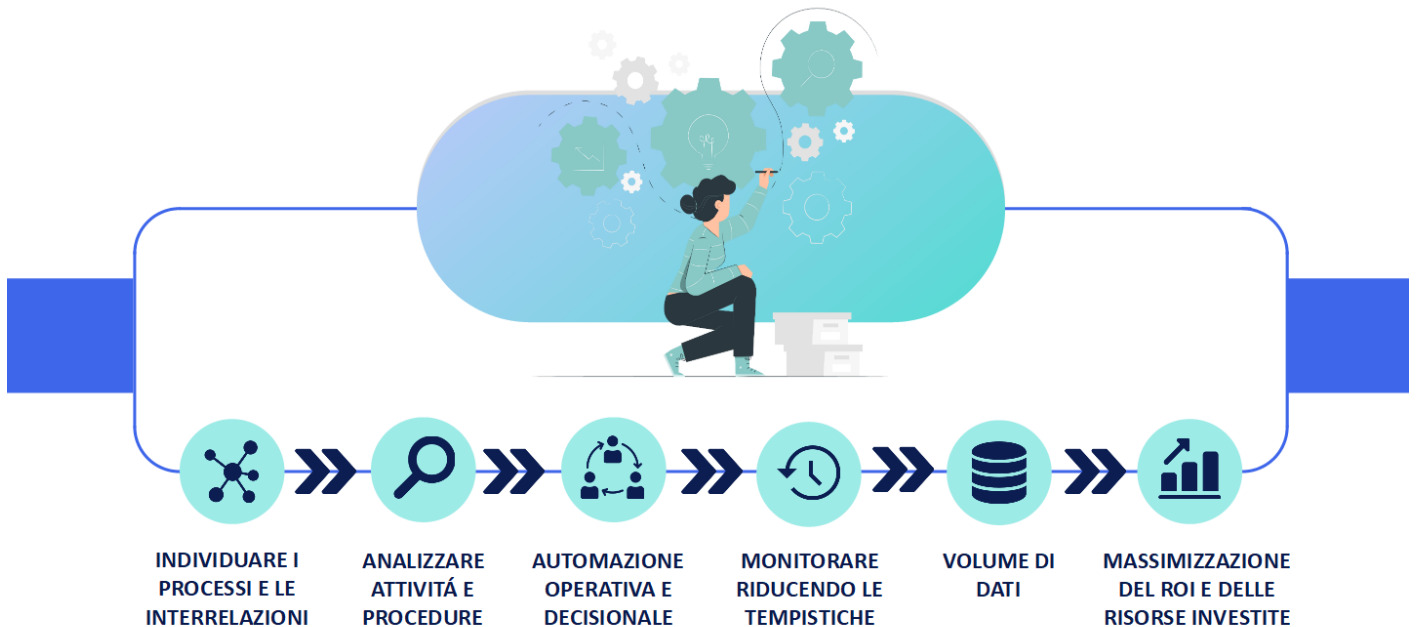 INDIVIDUARE I
PROCESSI E LE
INTERRELAZIONI
ANALIZZARE
ATTIVITÁ E
PROCEDURE
AUTOMAZIONE
OPERATIVA E
DECISIONALE
MONITORARE
RIDUCENDO LE
TEMPISTICHE
VOLUME DI
DATI
MASSIMIZZAZIONE
DEL ROI E DELLE
RISORSE INVESTITE